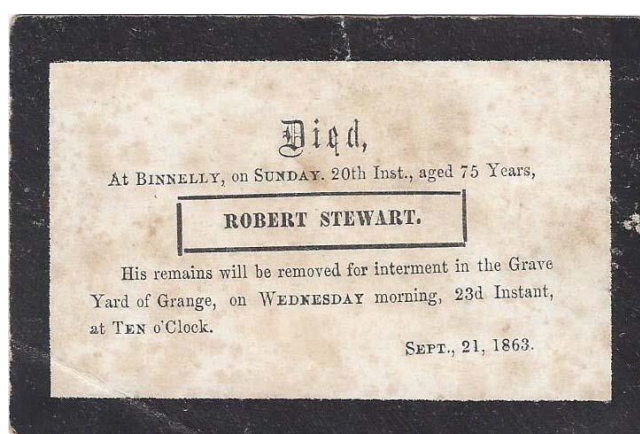 Died,
At BINNELLY, on SUNDAY. 20th Inst., aged 75 Years,
ROBERT STEWART.
His remains will be removed for interment in the Grave
Yard of Grange, on WEDNESDAY morning, 23d Instant,
at TEN o'Clock.
SEPT., 21, 1863.